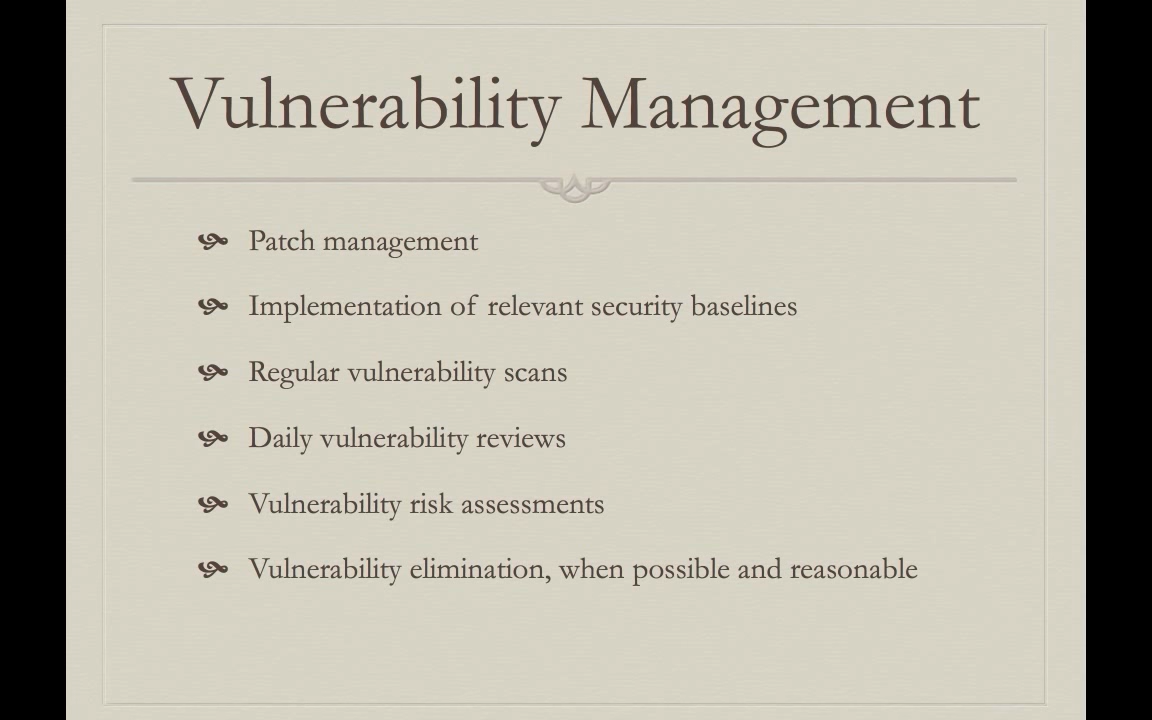 Vulnerability Management
Patch management
Implementation of relevant security baselines
Regular vulnerability scans
Daily vulnerability reviews
Vulnerability risk assessments
Vulnerability elimination, when possible and reasonable